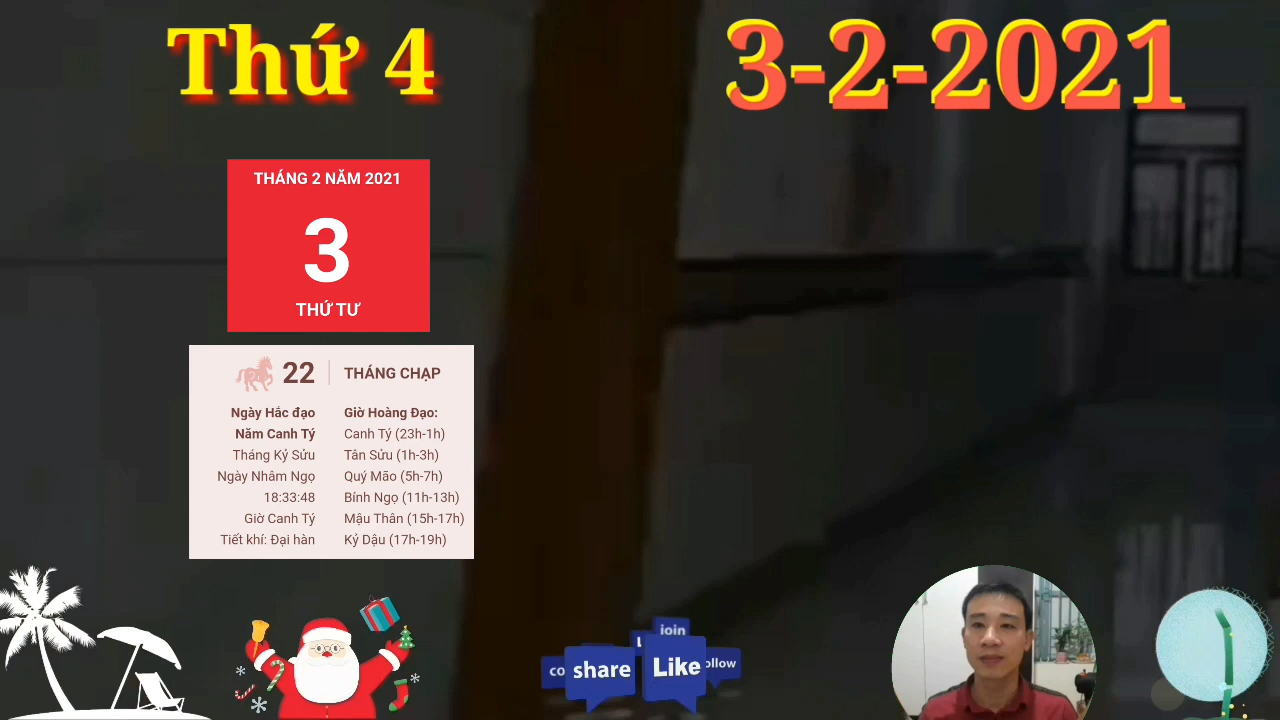 Thứ 4
3-2-2021
THÁNG 2 NĂM 2021
3
THỨ TƯ
22
THÁNG CHẠP
Ngày Hắc đạo
Năm Canh Tý
Tháng Kỷ Sửu
Ngày Nhâm Ngọ
18:33:48
Giờ Canh Tý
Tiết khí: Đại hàn
Giờ Hoàng Đạo:
Canh Tý (23h-1h)
Tân Sửu (1h-3h)
Quý Mão (5h-7h)
Bính Ngọ (11h-13h)
Mậu Thân (15h-17h)
Kỷ Dậu (17h-19h)
join
share
Like